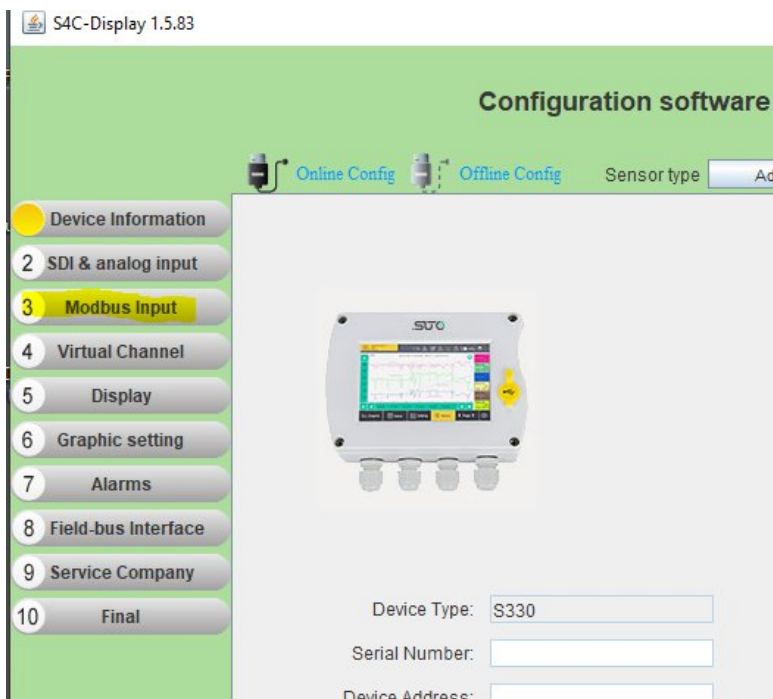 S4C-Display 1.5.83
Configuration software
Online Config
Offline Config
Sensor type
Device Information
2 SDI & analog input
3 Modbus Input
4 Virtual Channel
5 Display
6 Graphic setting
7 Alarms
8 Field-bus Interface
9 Service Company
10 Final
SUTO
Device Type: S330
Serial Number:
Device Address: